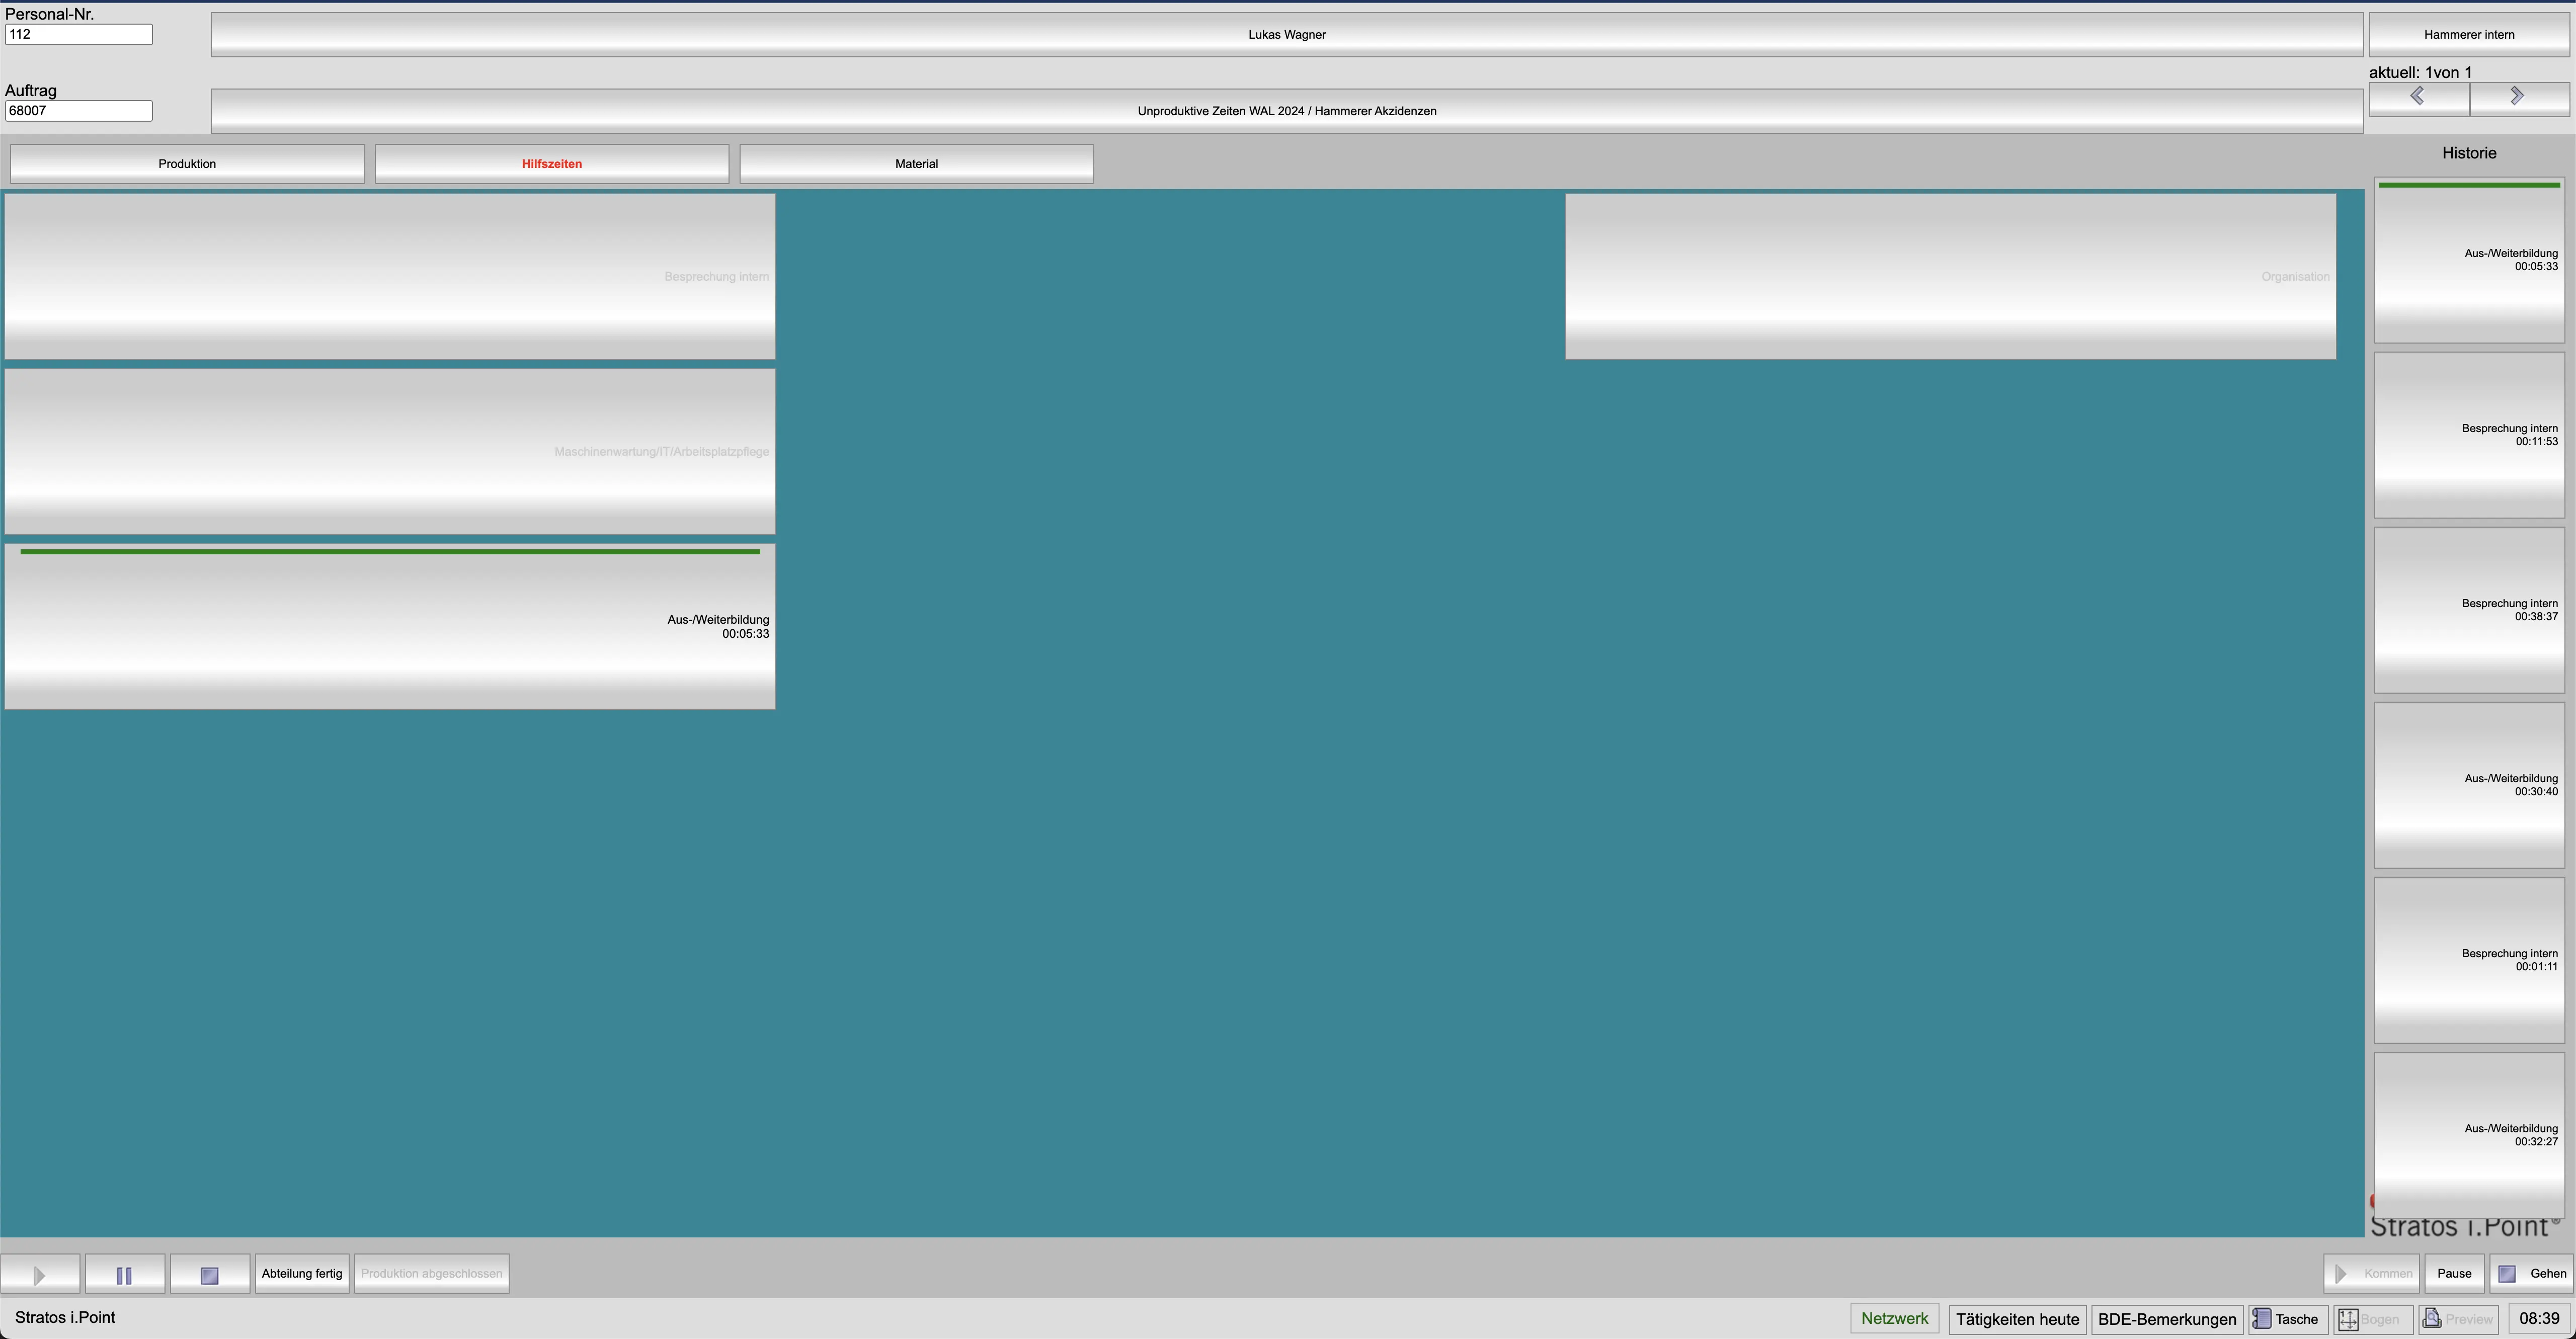 Personal-Nr.
112
Lukas Wagner
Hammerer intern
aktuell: 1von 1
Auftrag
68007
Unproduktive Zeiten WAL 2024 / Hammerer Akzidenzen
Produktion
Hilfszeiten
Material
Historie
Besprechung intern
Organisation
Maschinenwartung/IT/Arbeitsplatzpflege
Aus-/Weiterbildung
00:05:33
Aus-/Weiterbildung
00:05:33
Besprechung intern
00:11:53
Besprechung intern
00:38:37
Aus-/Weiterbildung
00:30:40
Besprechung intern
00:01:11
Aus-/Weiterbildung
00:32:27
Stratos i.Point®
Abteilung fertig
Produktion abgeschlossen
Kommen
Pause
Gehen
Stratos i.Point
Netzwerk
Tätigkeiten heute
BDE-Bemerkungen
Tasche
Bogen
Preview
08:39